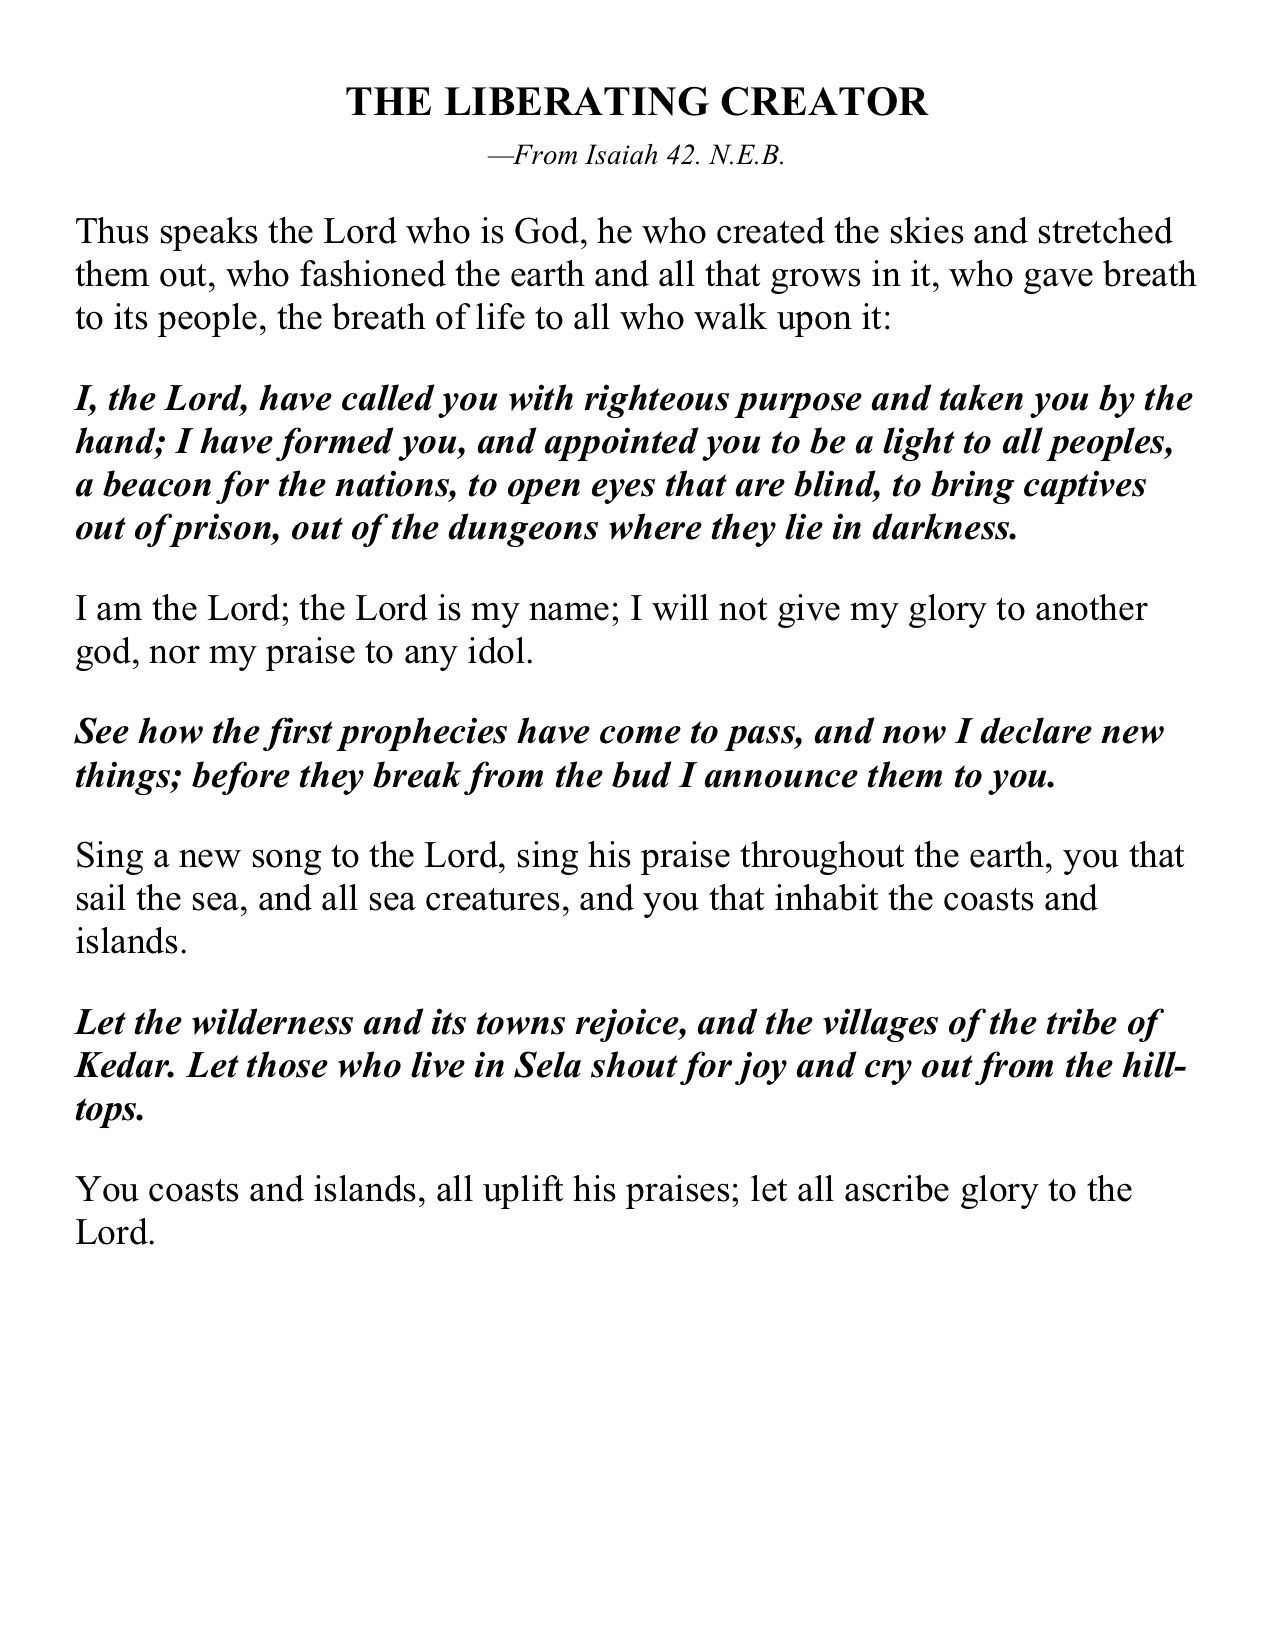 THE LIBERATING CREATOR
—From Isaiah 42. N.E.B.
Thus speaks the Lord who is God, he who created the skies and stretched
them out, who fashioned the earth and all that grows in it, who gave breath
to its people, the breath of life to all who walk upon it:
I, the Lord, have called you with righteous purpose and taken you by the
hand; I have formed you, and appointed you to be a light to all peoples,
a beacon for the nations, to open eyes that are blind, to bring captives
out of prison, out of the dungeons where they lie in darkness.
I am the Lord; the Lord is my name; I will not give my glory to another
god, nor my praise to any idol.
See how the first prophecies have come to pass, and now I declare new
things; before they break from the bud I announce them to you.
Sing a new song to the Lord, sing his praise throughout the earth, you that
sail the sea, and all sea creatures, and you that inhabit the coasts and
islands.
Let the wilderness and its towns rejoice, and the villages of the tribe of
Kedar. Let those who live in Sela shout for joy and cry out from the hill-
tops.
You coasts and islands, all uplift his praises; let all ascribe glory to the
Lord.